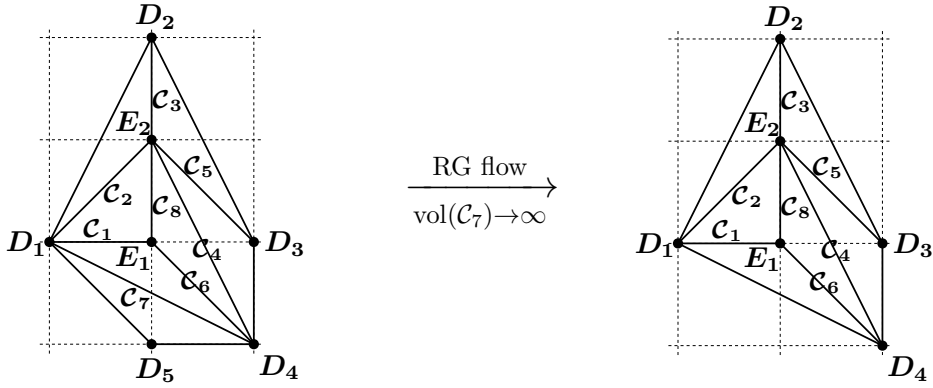 D₂
C₃
E₂
C₅
C₂
C₈
D₁
C₁
E₁
C₄
D₃
C₆
C₇
D₅
D₄
RG flow
vol(C₇)→∞
D₂
C₃
E₂
C₅
C₂
C₈
D₁
C₁
E₁
C₄
D₃
C₆
D₄